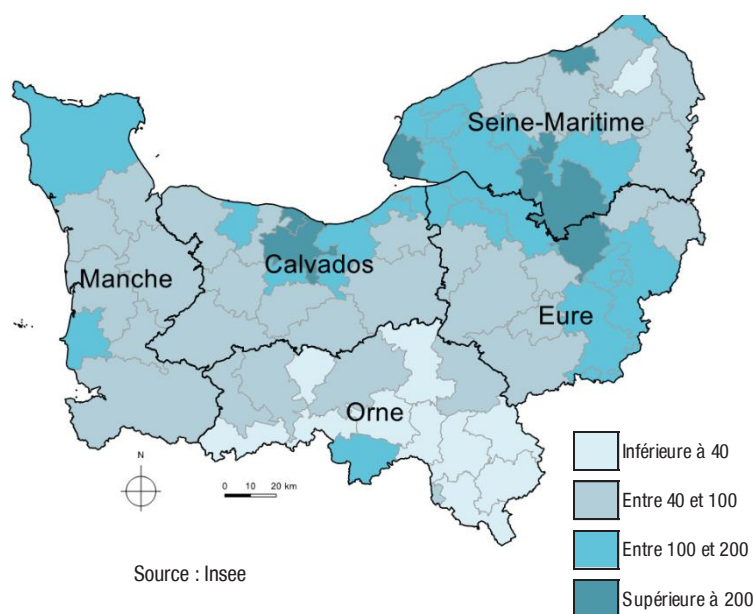 Seine-Maritime
Calvados
Manche
Eure
Orne
N
0 10 20 km
Inférieure à 40
Entre 40 et 100
Entre 100 et 200
Supérieure à 200
Source : Insee